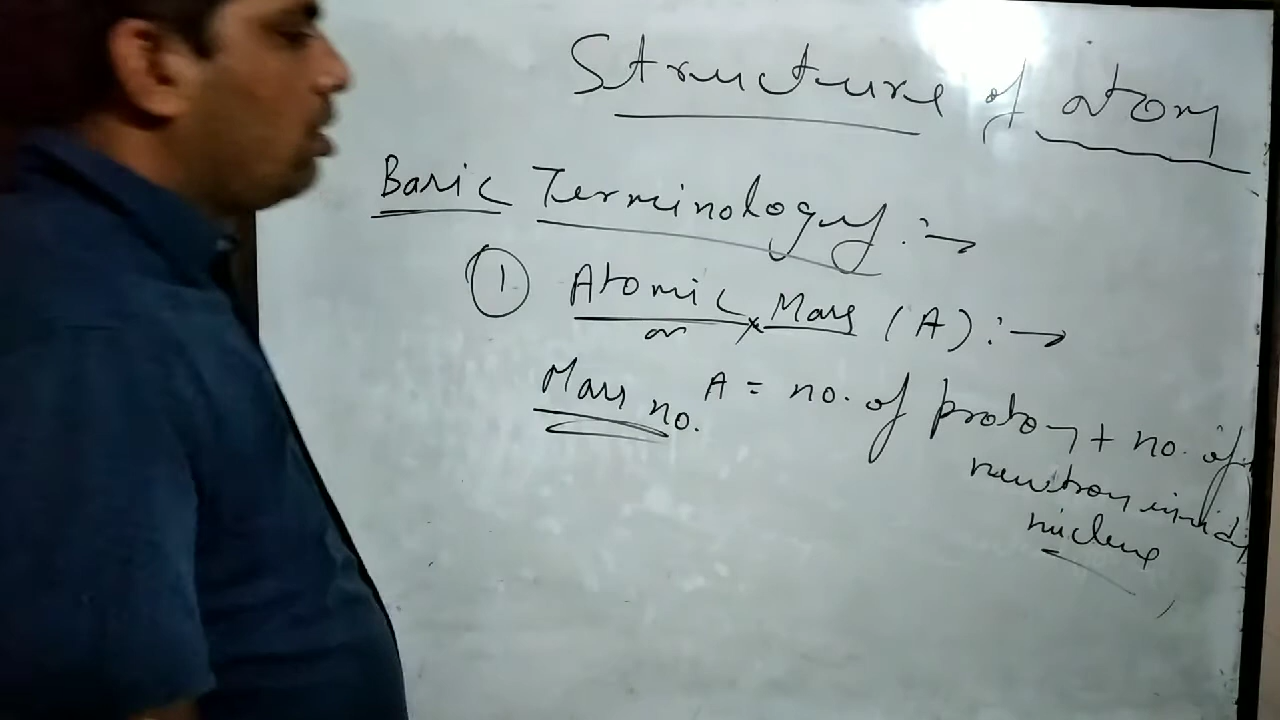 Structure of atom
Basic Terminology :→
① Atomic Mass (A) :→
or
Mass no. A = no. of proton + no. of
neutron inside
nucleus